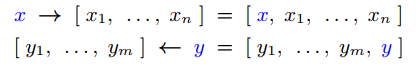 x → [ x₁, …, xₙ ] = [ x, x₁, …, xₙ ]
[ y₁, …, yₘ ] ← y = [ y₁, …, yₘ, y ]